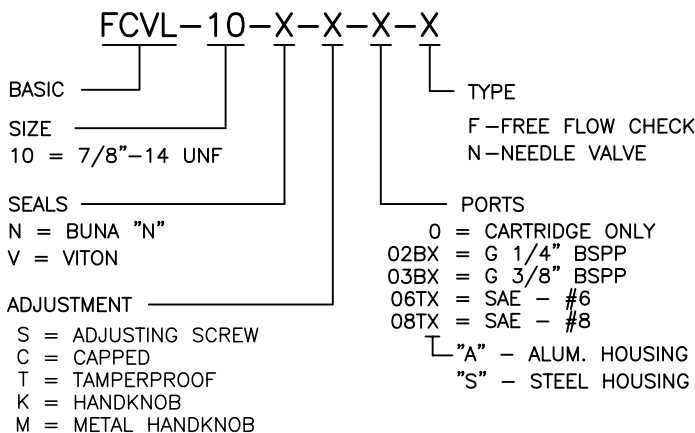 FCVL-10-X-X-X-X
BASIC
SIZE
10 = 7/8"-14 UNF
SEALS
N = BUNA "N"
V = VITON
ADJUSTMENT
S = ADJUSTING SCREW
C = CAPPED
T = TAMPERPROOF
K = HANDKNOB
M = METAL HANDKNOB
TYPE
F-FREE FLOW CHECK
N-NEEDLE VALVE
PORTS
0 = CARTRIDGE ONLY
02BX = G 1/4" BSPP
03BX = G 3/8" BSPP
06TX = SAE - #6
08TX = SAE - #8
"A" - ALUM. HOUSING
"S" - STEEL HOUSING